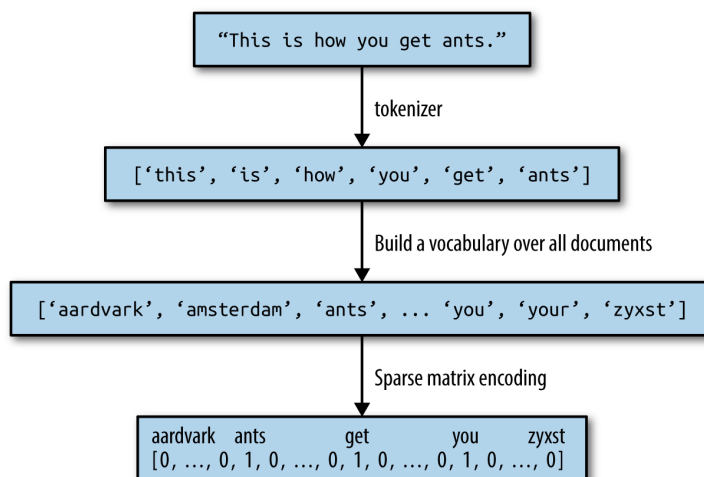 “This is how you get ants.”
tokenizer
[‘this’, ‘is’, ‘how’, ‘you’, ‘get’, ‘ants’]
Build a vocabulary over all documents
[‘aardvark’, ‘amsterdam’, ‘ants’, ... ‘you’, ‘your’, ‘zyxst’]
Sparse matrix encoding
aardvark ants get you zyxst
[0, …, 0, 1, 0, …, 0, 1, 0, …, 0, 1, 0, …, 0]